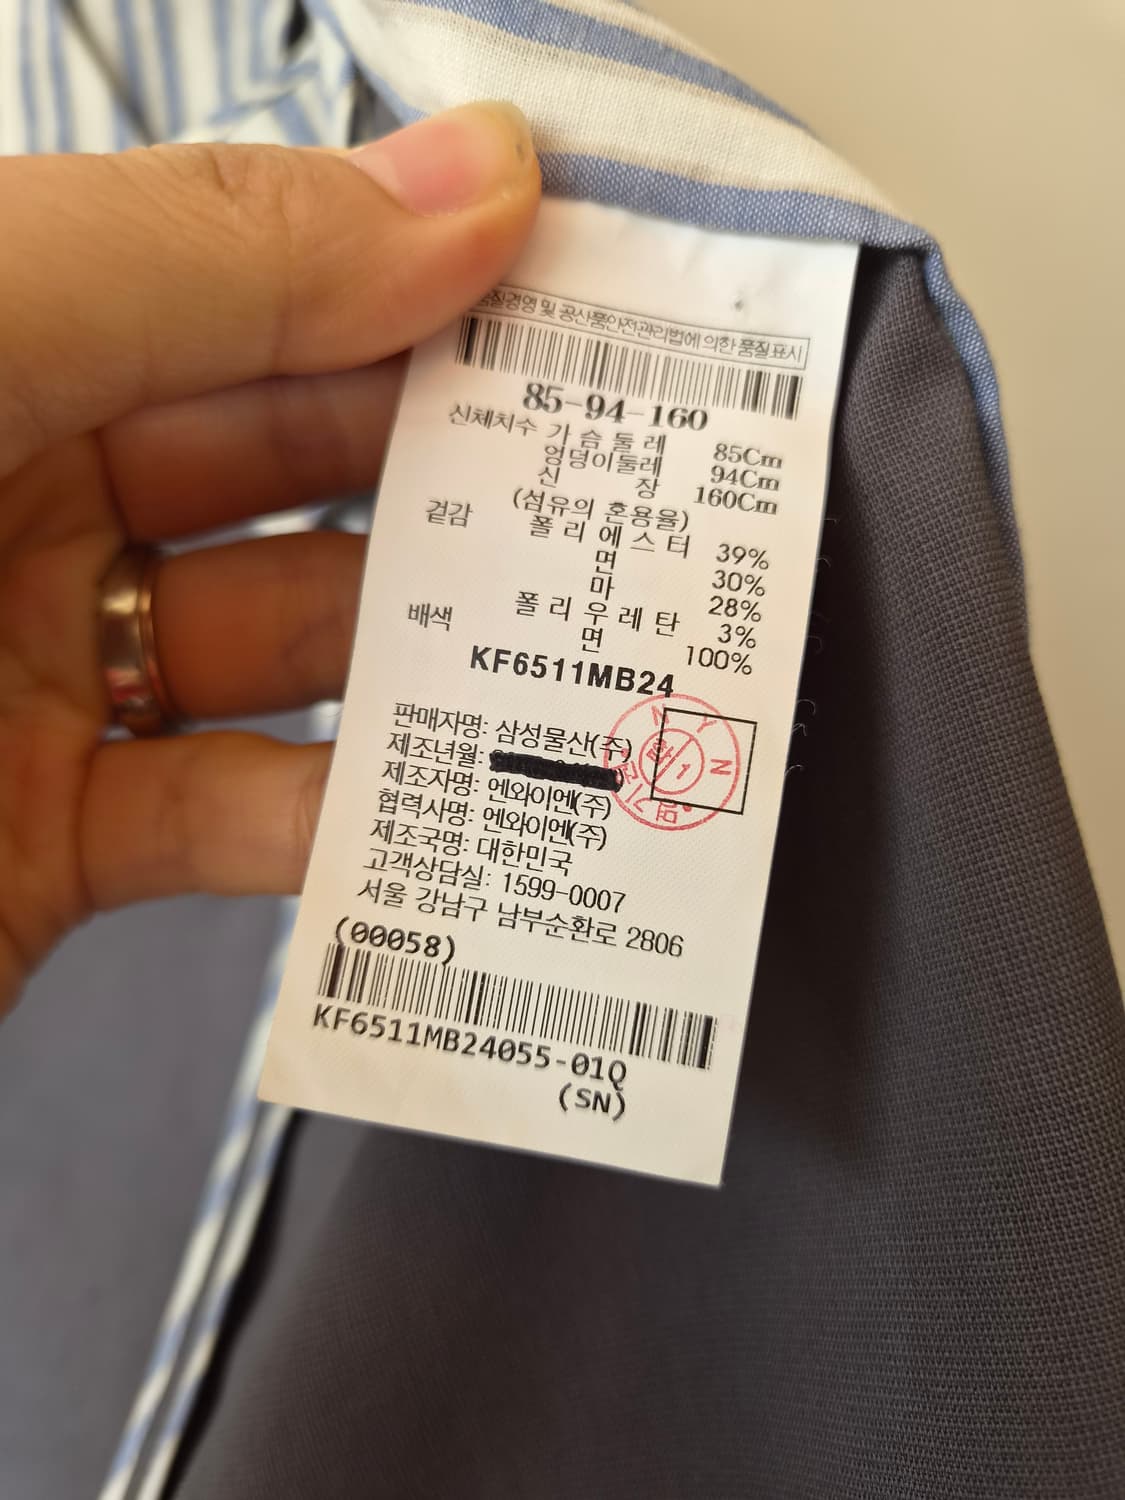 품질경영 및 공산품안전관리법에 의한 품질표시
85-94-160
신체치수 가슴둘레 85Cm
엉덩이둘레 94Cm
신장 160Cm
(섬유의 혼용율)
겉감 폴리에스터 39%
면 30%
마 28%
폴리우레탄 3%
배색 면 100%
KF6511MB24
판매자명: 삼성물산(주)
제조년월:
제조자명: 엔와이엔(주)
협력사명: 엔와이엔(주)
제조국명: 대한민국
고객상담실: 1599-0007
서울 강남구 남부순환로 2806
(00058)
KF6511MB24055-01Q
(SN)
N Y N
합 1